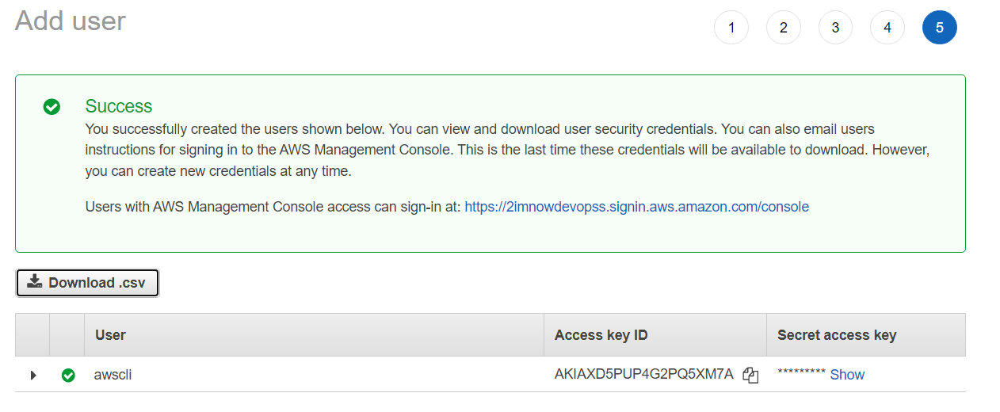 Add user
1 2 3 4 5
Success
You successfully created the users shown below. You can view and download user security credentials. You can also email users
instructions for signing in to the AWS Management Console. This is the last time these credentials will be available to download. However,
you can create new credentials at any time.
Users with AWS Management Console access can sign-in at: https://2imnowdevopss.signin.aws.amazon.com/console
Download .csv
User Access key ID Secret access key
awscli AKIAXD5PUP4G2PQ5XM7A ********* Show